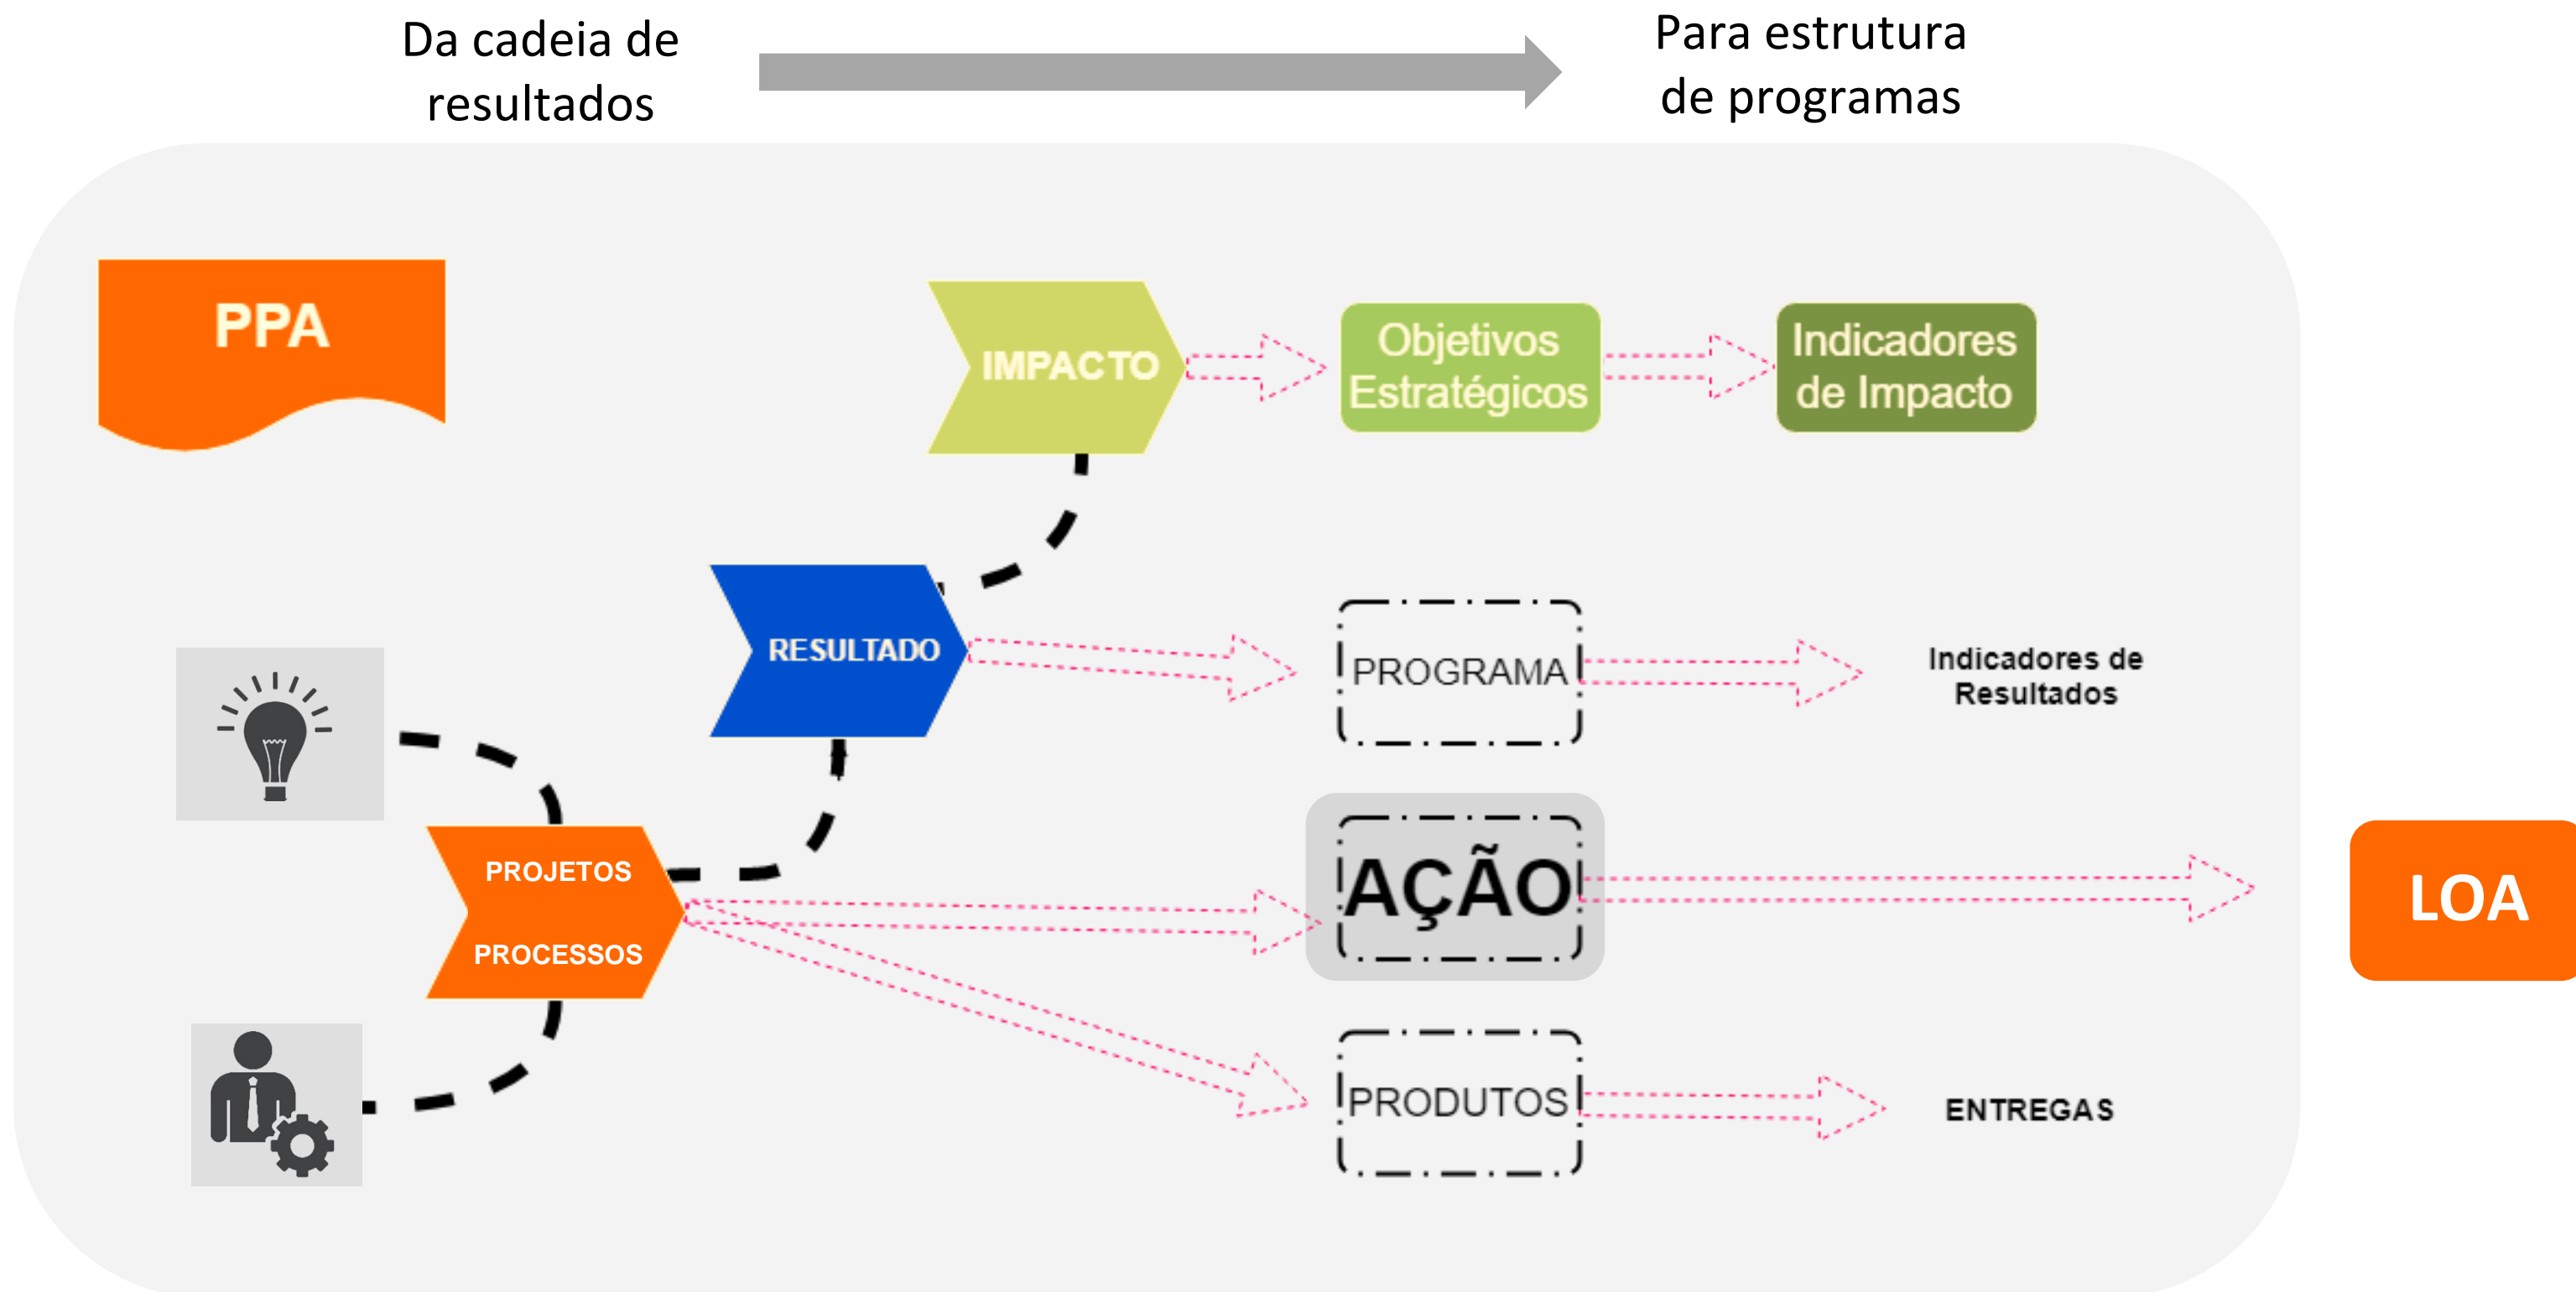 Da cadeia de
resultados
Para estrutura
de programas
PPA
IMPACTO
Objetivos
Estratégicos
Indicadores
de Impacto
RESULTADO
PROGRAMA
Indicadores de
Resultados
PROJETOS
PROCESSOS
AÇÃO
LOA
PRODUTOS
ENTREGAS